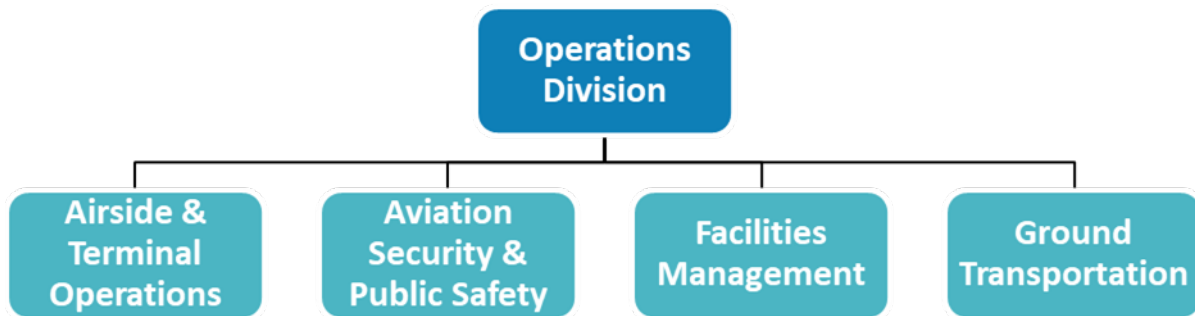 Operations
Division
Airside &
Terminal
Operations
Aviation
Security &
Public Safety
Facilities
Management
Ground
Transportation